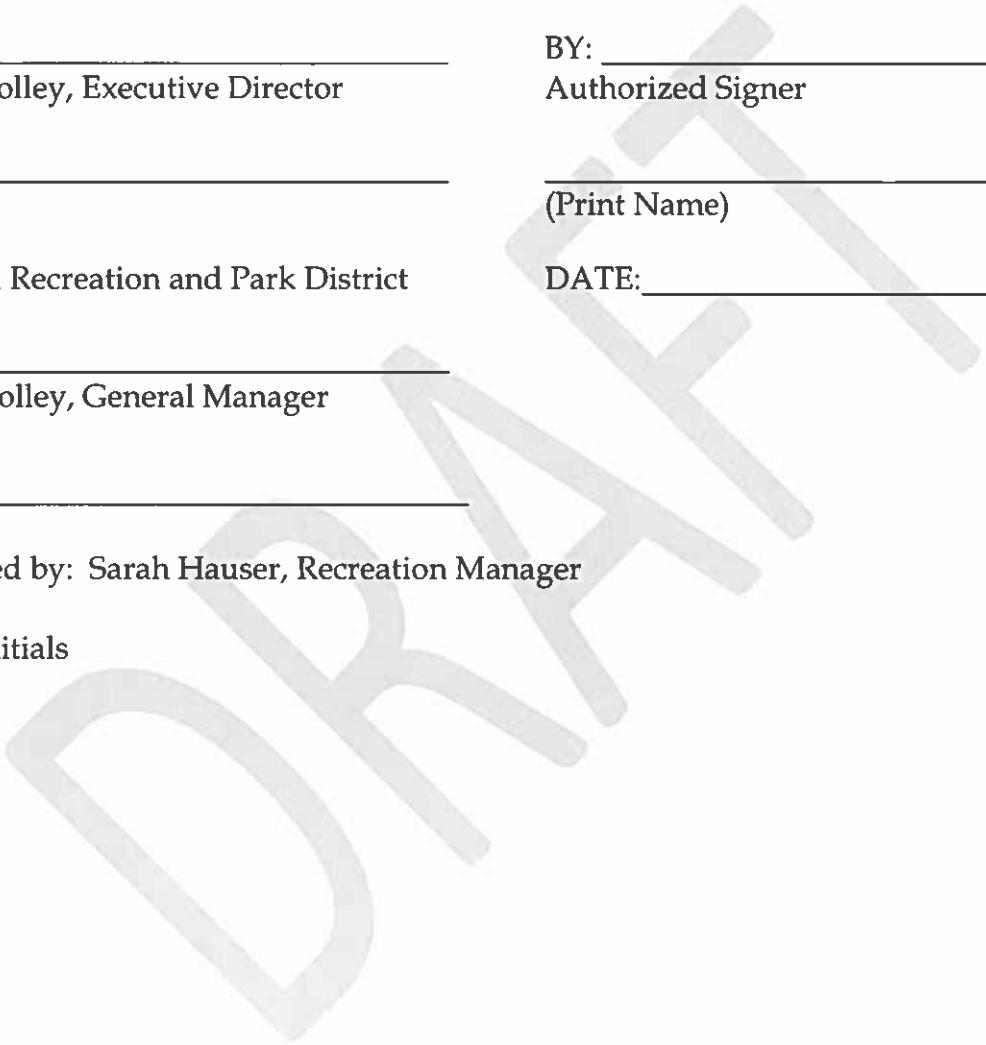 olley, Executive Director
BY:
Authorized Signer
(Print Name)
Recreation and Park District
DATE:
olley, General Manager
ed by: Sarah Hauser, Recreation Manager
itials
DRAFT